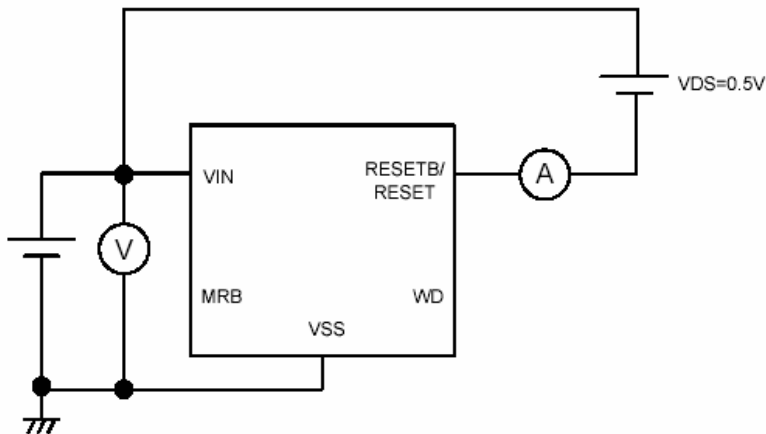 VDS=0.5V
VIN
RESETB/
RESET
A
V
MRB
WD
VSS